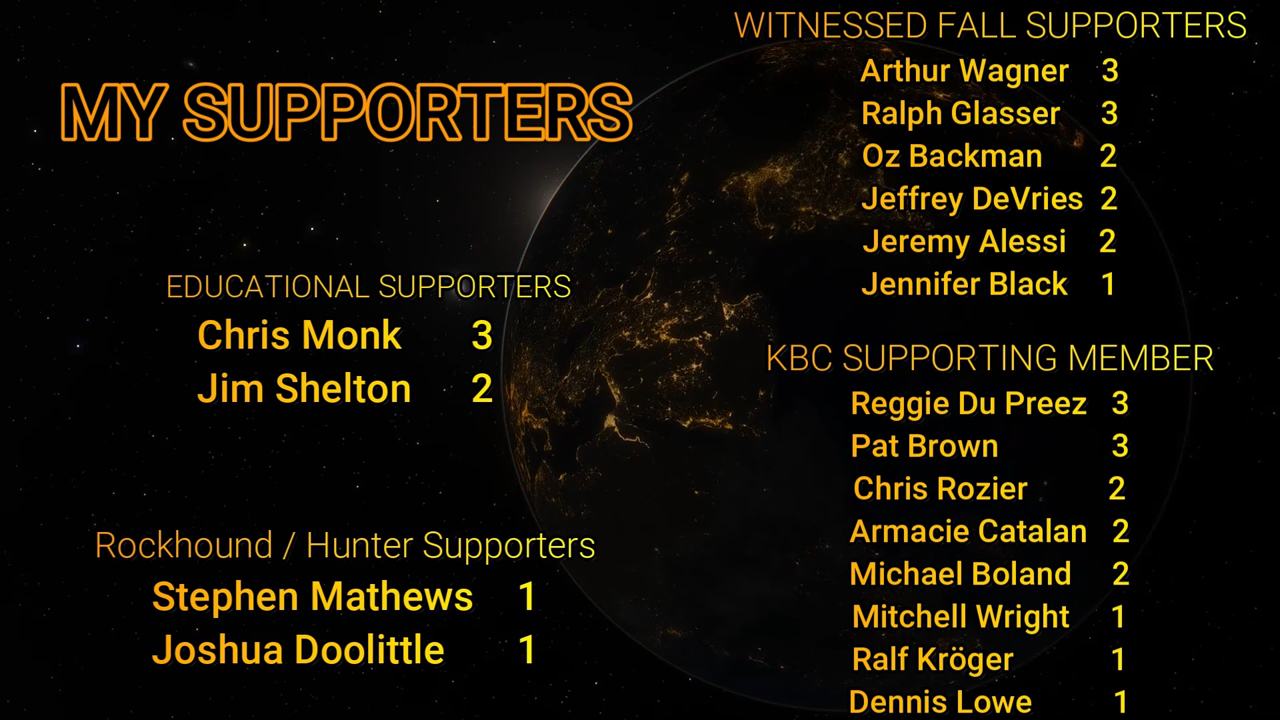 MY SUPPORTERS
EDUCATIONAL SUPPORTERS
Chris Monk 3
Jim Shelton 2
Rockhound / Hunter Supporters
Stephen Mathews 1
Joshua Doolittle 1
WITNESSED FALL SUPPORTERS
Arthur Wagner 3
Ralph Glasser 3
Oz Backman 2
Jeffrey DeVries 2
Jeremy Alessi 2
Jennifer Black 1
KBC SUPPORTING MEMBER
Reggie Du Preez 3
Pat Brown 3
Chris Rozier 2
Armacie Catalan 2
Michael Boland 2
Mitchell Wright 1
Ralf Kröger 1
Dennis Lowe 1